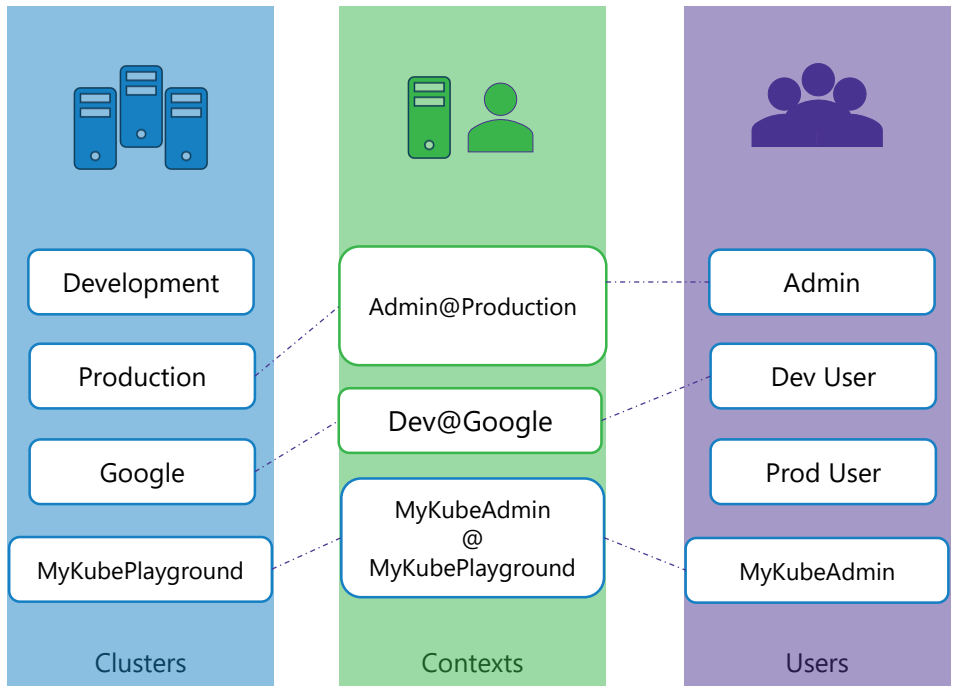 Development
Production
Google
MyKubePlayground
Clusters
Admin@Production
Dev@Google
MyKubeAdmin
@
MyKubePlayground
Contexts
Admin
Dev User
Prod User
MyKubeAdmin
Users